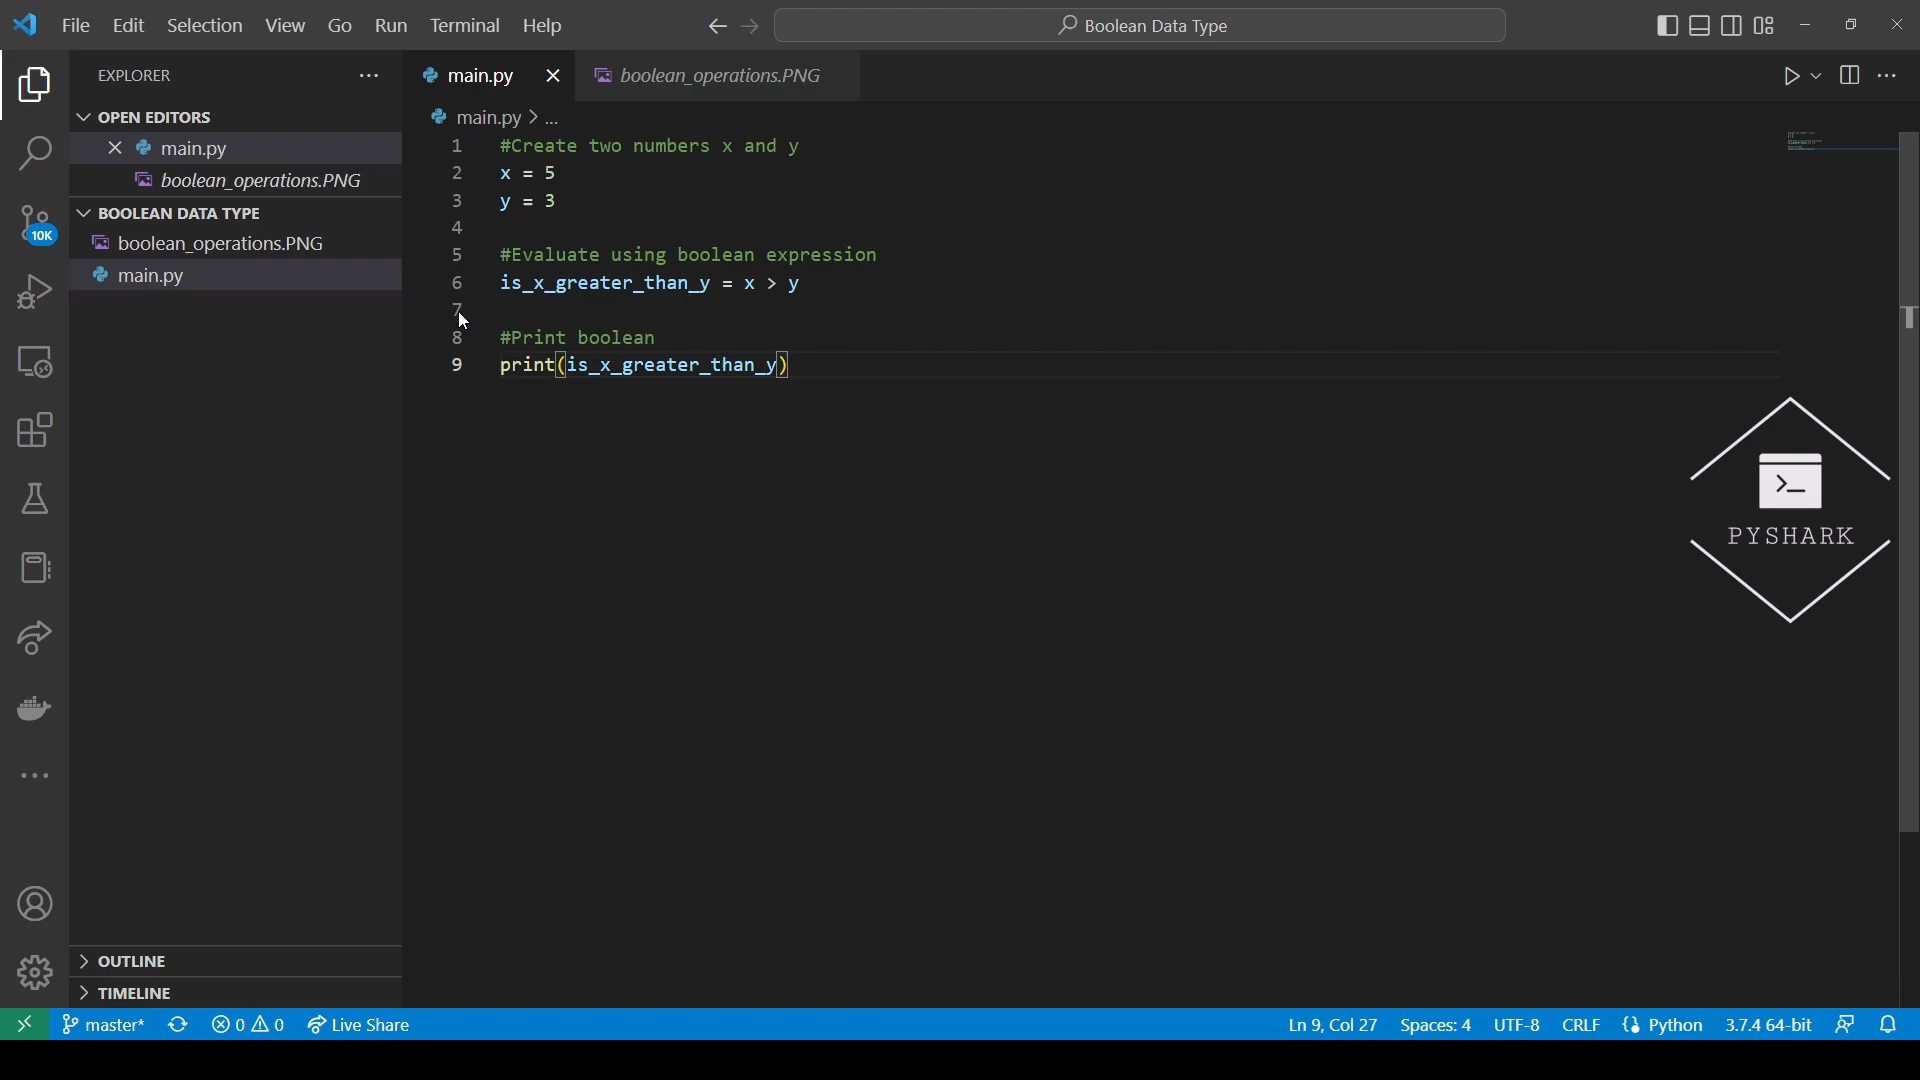 File Edit Selection View Go Run Terminal Help
Boolean Data Type
EXPLORER
OPEN EDITORS
main.py
boolean_operations.PNG
BOOLEAN DATA TYPE
boolean_operations.PNG
main.py
10K
OUTLINE
TIMELINE
main.py boolean_operations.PNG
main.py > ...
1 #Create two numbers x and y
2 x = 5
3 y = 3
4
5 #Evaluate using boolean expression
6 is_x_greater_than_y = x > y
7
8 #Print boolean
9 print(is_x_greater_than_y)
PYSHARK
master* 0 0 Live Share Ln 9, Col 27 Spaces: 4 UTF-8 CRLF Python 3.7.4 64-bit